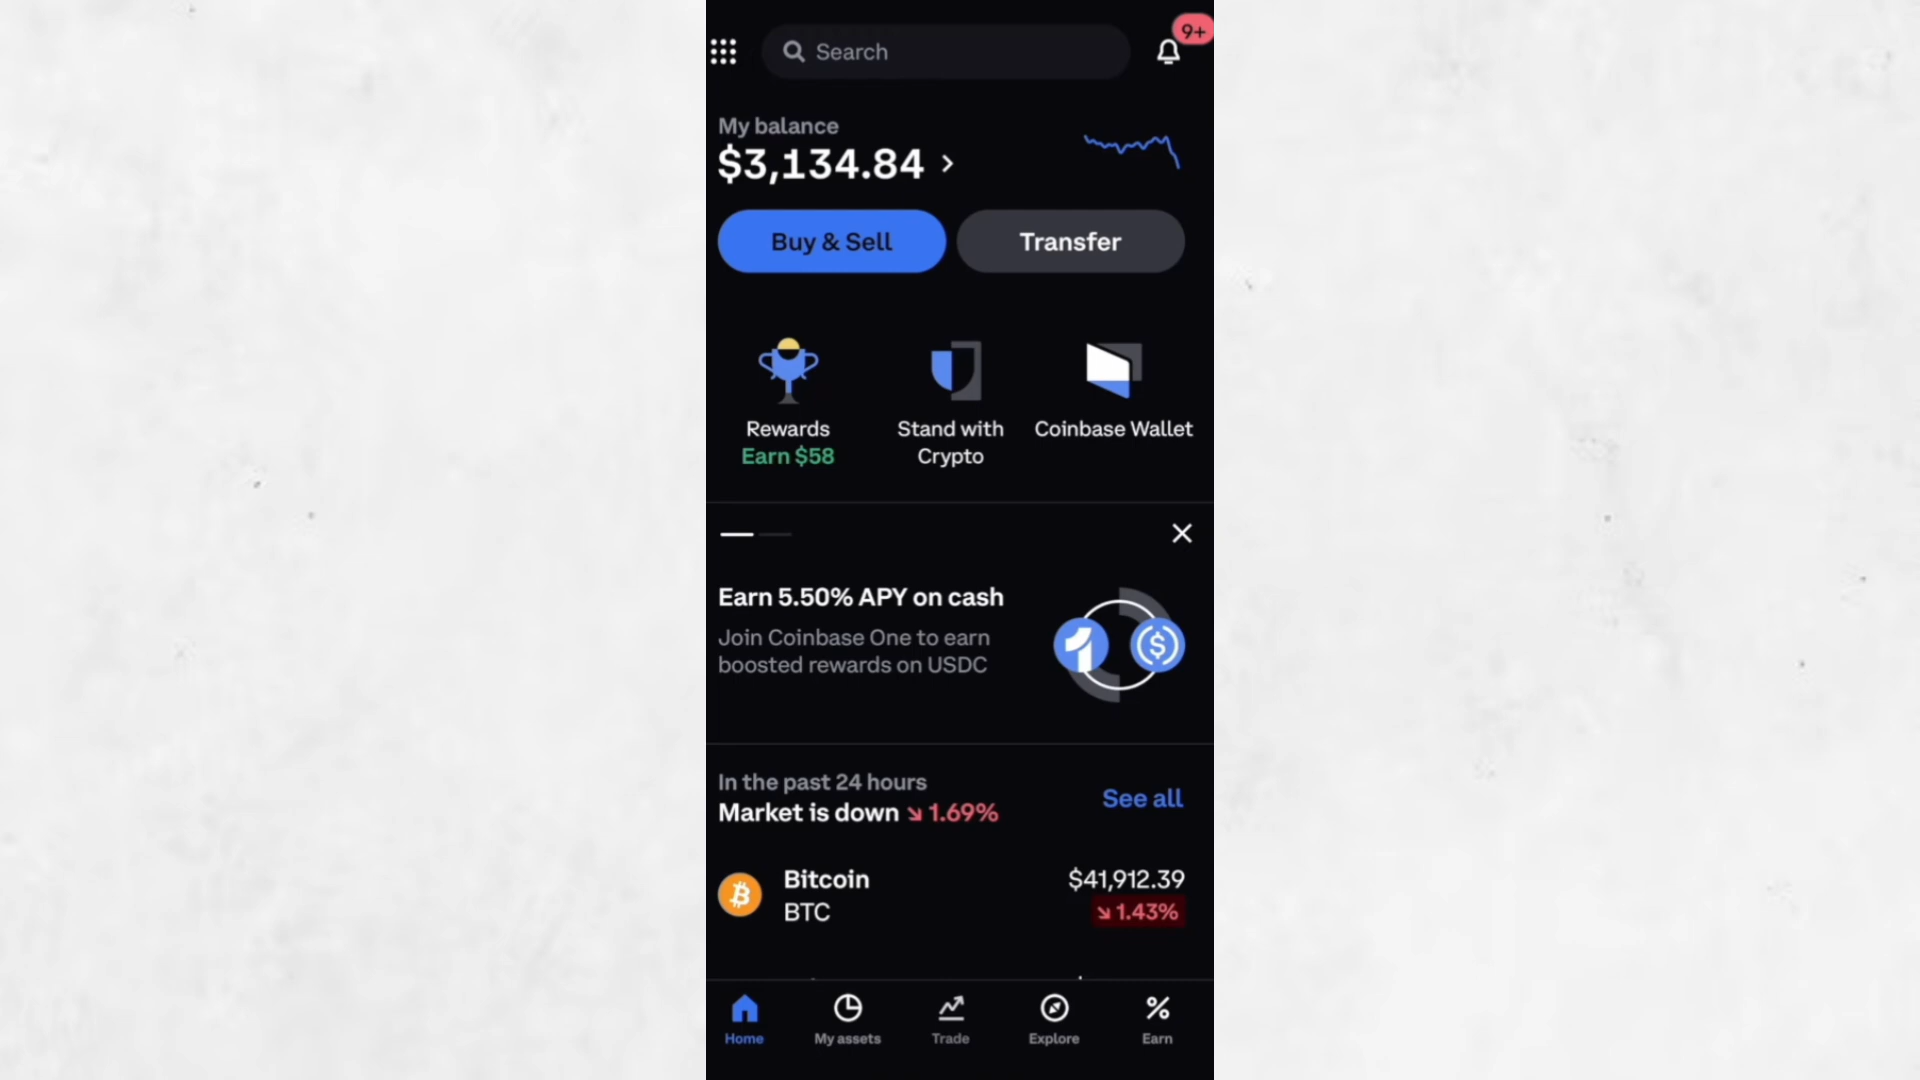 Search
9+
My balance
$3,134.84
Buy & Sell
Transfer
Rewards
Earn $58
Stand with
Crypto
Coinbase Wallet
Earn 5.50% APY on cash
Join Coinbase One to earn
boosted rewards on USDC
In the past 24 hours
Market is down ↘ 1.69%
See all
Bitcoin
$41,912.39
BTC
↘ 1.43%
Home
My assets
Trade
Explore
Earn